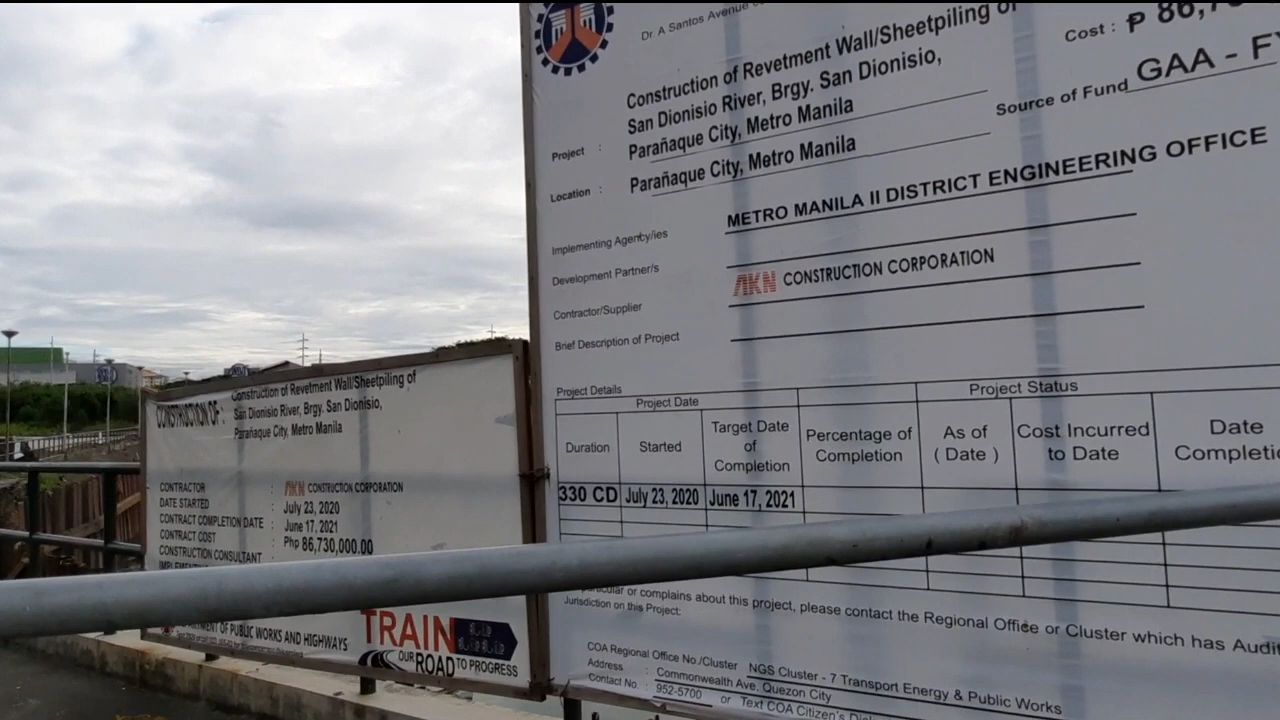 Dr. A Santos Avenue
Construction of Revetment Wall/Sheetpiling of
San Dionisio River, Brgy. San Dionisio,
Project : Parañaque City, Metro Manila
Location : Parañaque City, Metro Manila
Cost : ₱ 86,7
Source of Fund GAA - FY
Implementing Agency/ies METRO MANILA II DISTRICT ENGINEERING OFFICE
Development Partner/s
Contractor/Supplier AKN CONSTRUCTION CORPORATION
Brief Description of Project
Project Details
Project Date Project Status
Duration Started Target Date of Completion Percentage of Completion As of ( Date ) Cost Incurred to Date Date
330 CD July 23, 2020 June 17, 2021
or complains about this project, please contact the Regional Office or Cluster which has
Jurisdiction on this Project:
COA Regional Office No./Cluster NGS Cluster - 7 Transport Energy & Public Works
Address : Commonwealth Ave. Quezon City
Contact No. : 952-5700 or Text COA Citizen's
CONSTRUCTION OF : Construction of Revetment Wall/Sheetpiling of
San Dionisio River, Brgy. San Dionisio,
Parañaque City, Metro Manila
CONTRACTOR : AKN CONSTRUCTION CORPORATION
DATE STARTED : July 23, 2020
CONTRACT COMPLETION DATE : June 17, 2021
CONTRACT COST : Php 86,730,000.00
CONSTRUCTION CONSULTANT :
OF PUBLIC WORKS AND HIGHWAYS
TRAIN BUILD BUILD BUILD
OUR ROAD TO PROGRESS